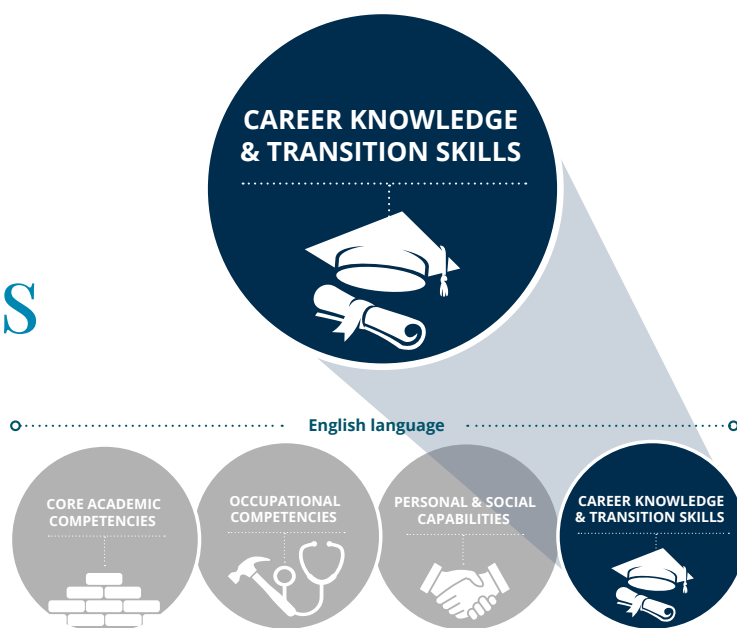 CAREER KNOWLEDGE
& TRANSITION SKILLS
s
English language
CORE ACADEMIC
COMPETENCIES
OCCUPATIONAL
COMPETENCIES
PERSONAL & SOCIAL
CAPABILITIES
CAREER KNOWLEDGE
& TRANSITION SKILLS